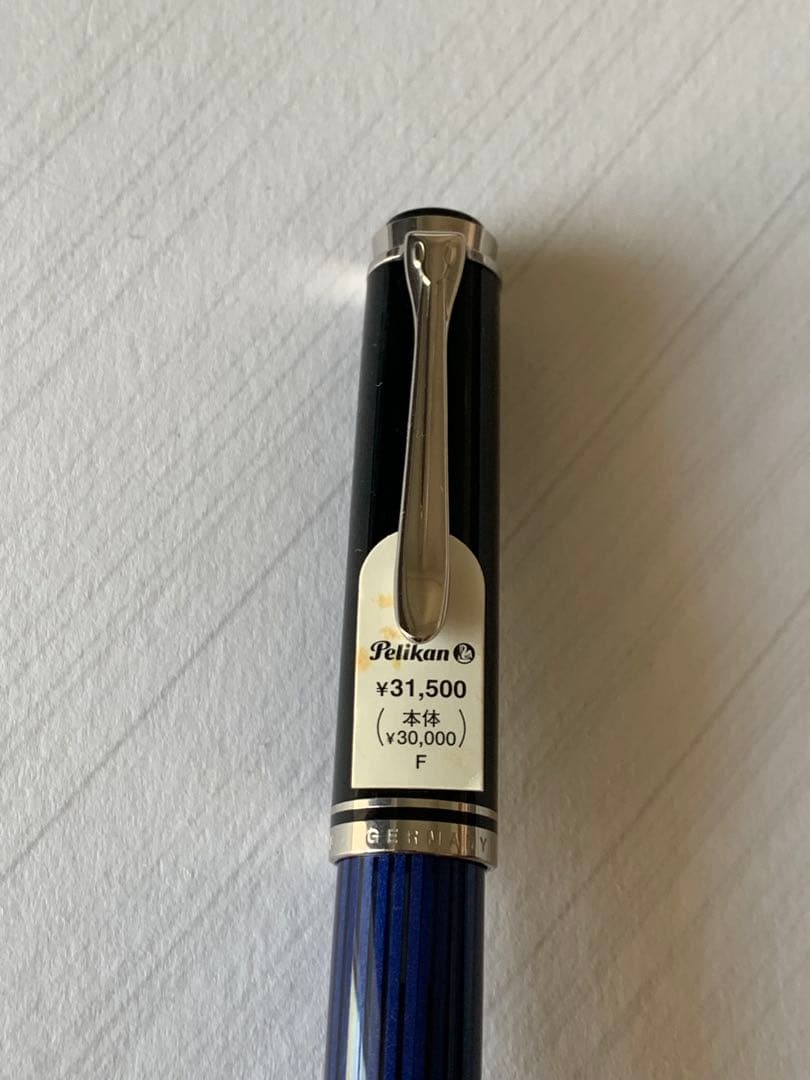 Pelikan
¥31,500
(本体
¥30,000)
F
GERMANY